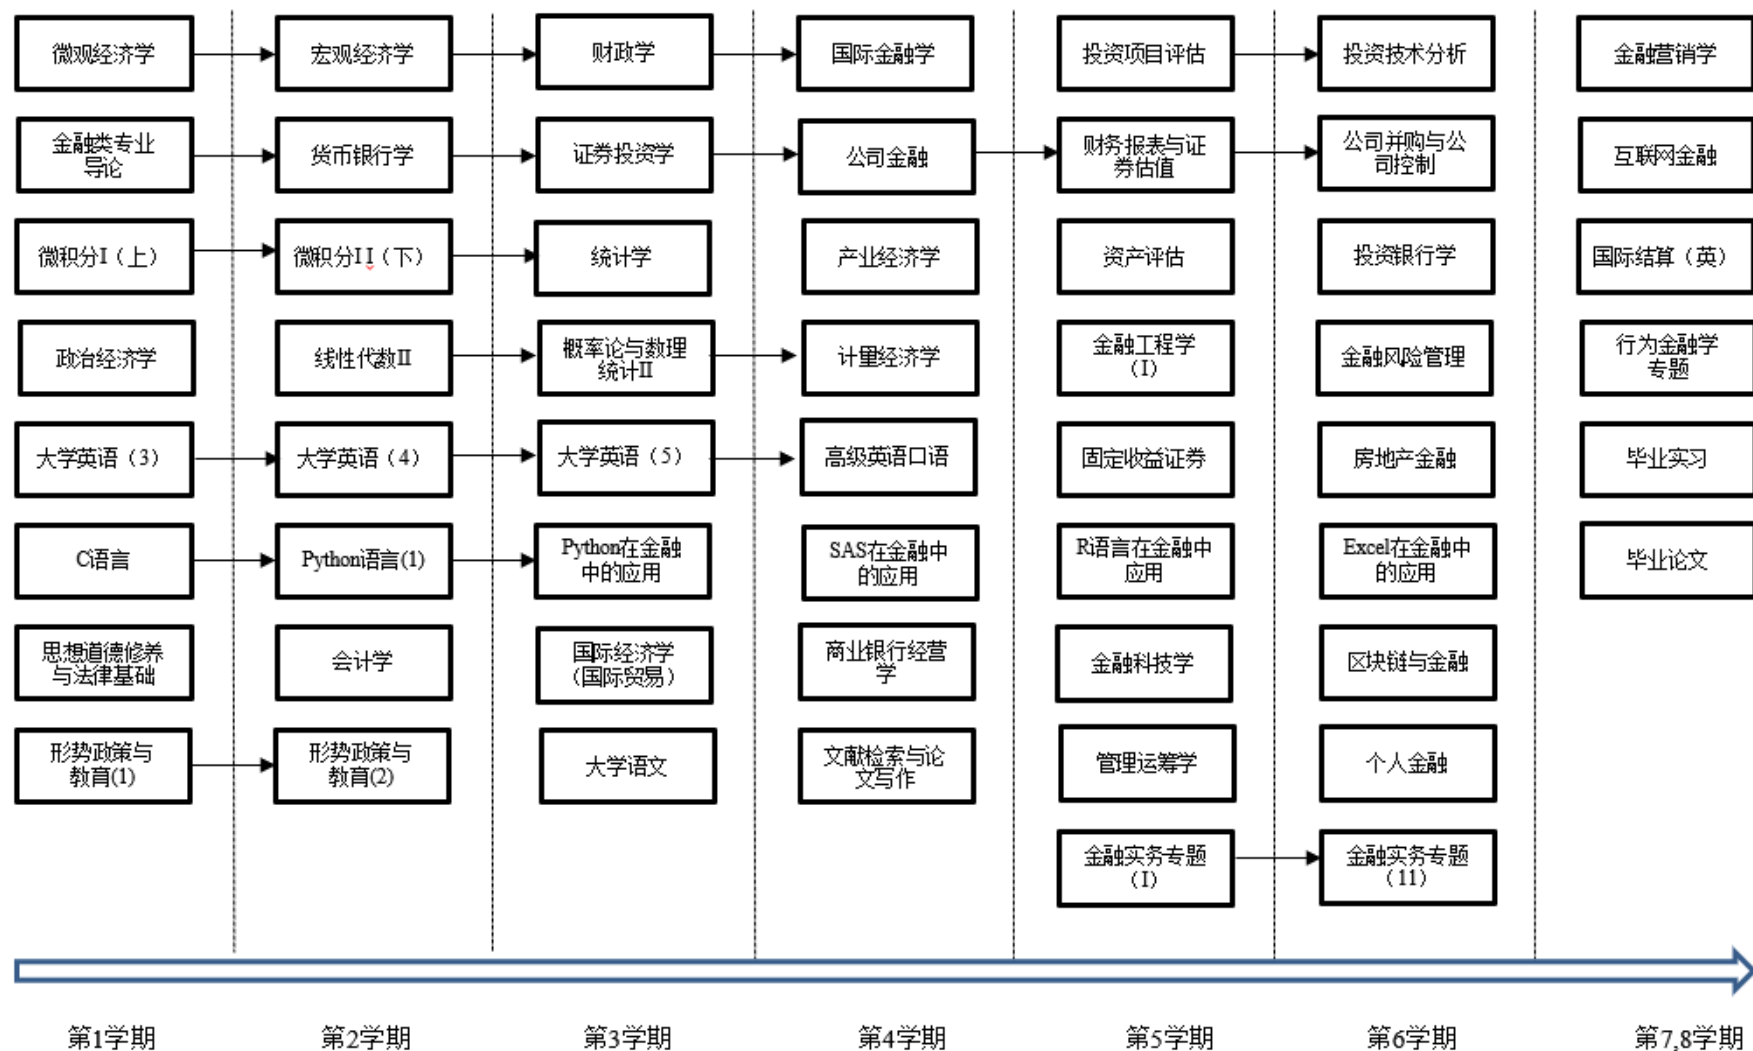 微观经济学
宏观经济学
财政学
国际金融学
投资项目评估
投资技术分析
金融营销学
金融类专业
导论
货币银行学
证券投资学
公司金融
财务报表与证
券估值
公司并购与公
司控制
互联网金融
微积分I（上）
微积分II（下）
统计学
产业经济学
资产评估
投资银行学
国际结算（英）
政治经济学
线性代数II
概率论与数理
统计II
计量经济学
金融工程学
（I）
金融风险管理
行为金融学
专题
大学英语（3）
大学英语（4）
大学英语（5）
高级英语口语
固定收益证券
房地产金融
毕业实习
C语言
Python语言(1)
Python在金融
中的应用
SAS在金融中
的应用
R语言在金融中
应用
Excel在金融中
的应用
毕业论文
思想道德修养
与法律基础
会计学
国际经济学
（国际贸易）
商业银行经营
学
金融科技学
区块链与金融
形势政策与
教育(1)
形势政策与
教育(2)
大学语文
文献检索与论
文写作
管理运筹学
个人金融
金融实务专题
（I）
金融实务专题
（11）
第1学期
第2学期
第3学期
第4学期
第5学期
第6学期
第7,8学期